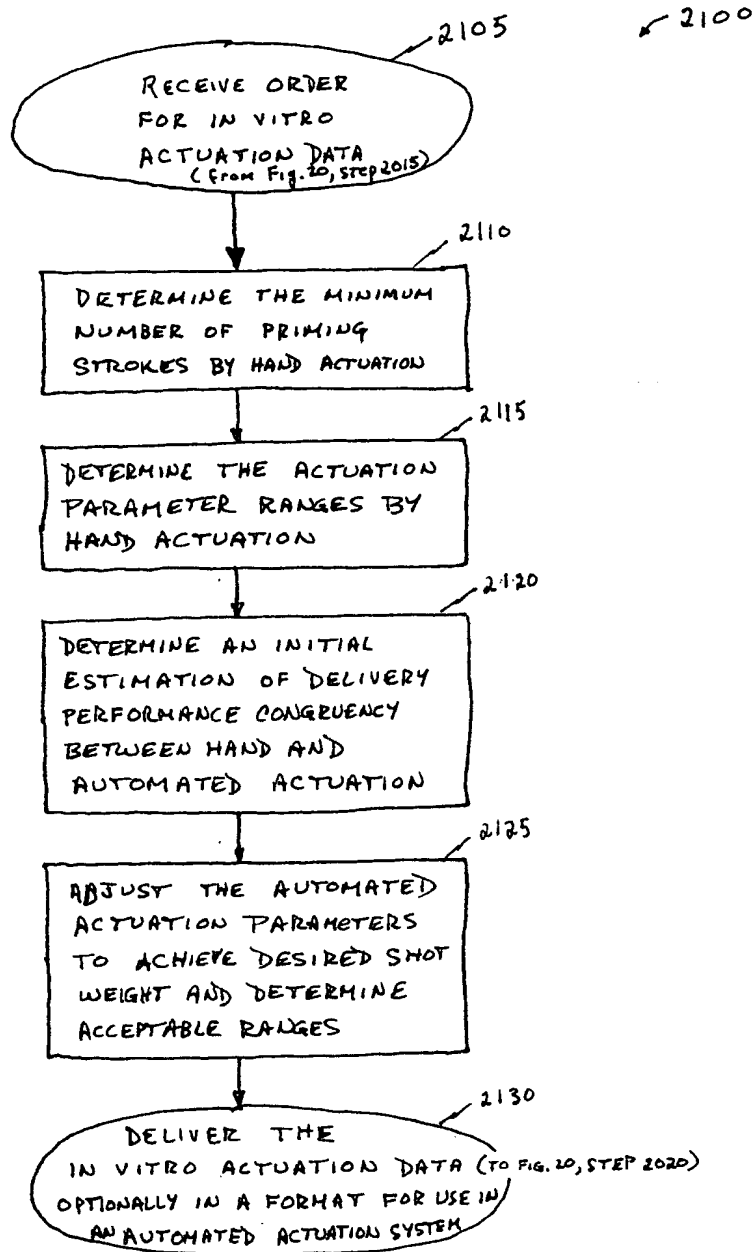 2105
2100
RECEIVE ORDER
FOR IN VITRO
ACTUATION DATA
(from Fig. 20, step 2015)
2110
DETERMINE THE MINIMUM
NUMBER OF PRIMING
STROKES BY HAND ACTUATION
2115
DETERMINE THE ACTUATION
PARAMETER RANGES BY
HAND ACTUATION
2120
DETERMINE AN INITIAL
ESTIMATION OF DELIVERY
PERFORMANCE CONGRUENCY
BETWEEN HAND AND
AUTOMATED ACTUATION
2125
ADJUST THE AUTOMATED
ACTUATION PARAMETERS
TO ACHIEVE DESIRED SHOT
WEIGHT AND DETERMINE
ACCEPTABLE RANGES
2130
DELIVER THE
IN VITRO ACTUATION DATA (TO FIG. 20, STEP 2020)
OPTIONALLY IN A FORMAT FOR USE IN
AN AUTOMATED ACTUATION SYSTEM